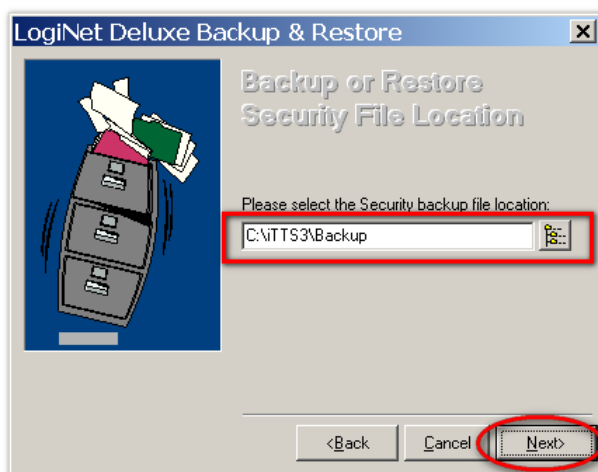 LogiNet Deluxe Backup & Restore
Backup or Restore
Security File Location
Please select the Security backup file location:
C:\iTTS3\Backup
<Back
Cancel
Next>